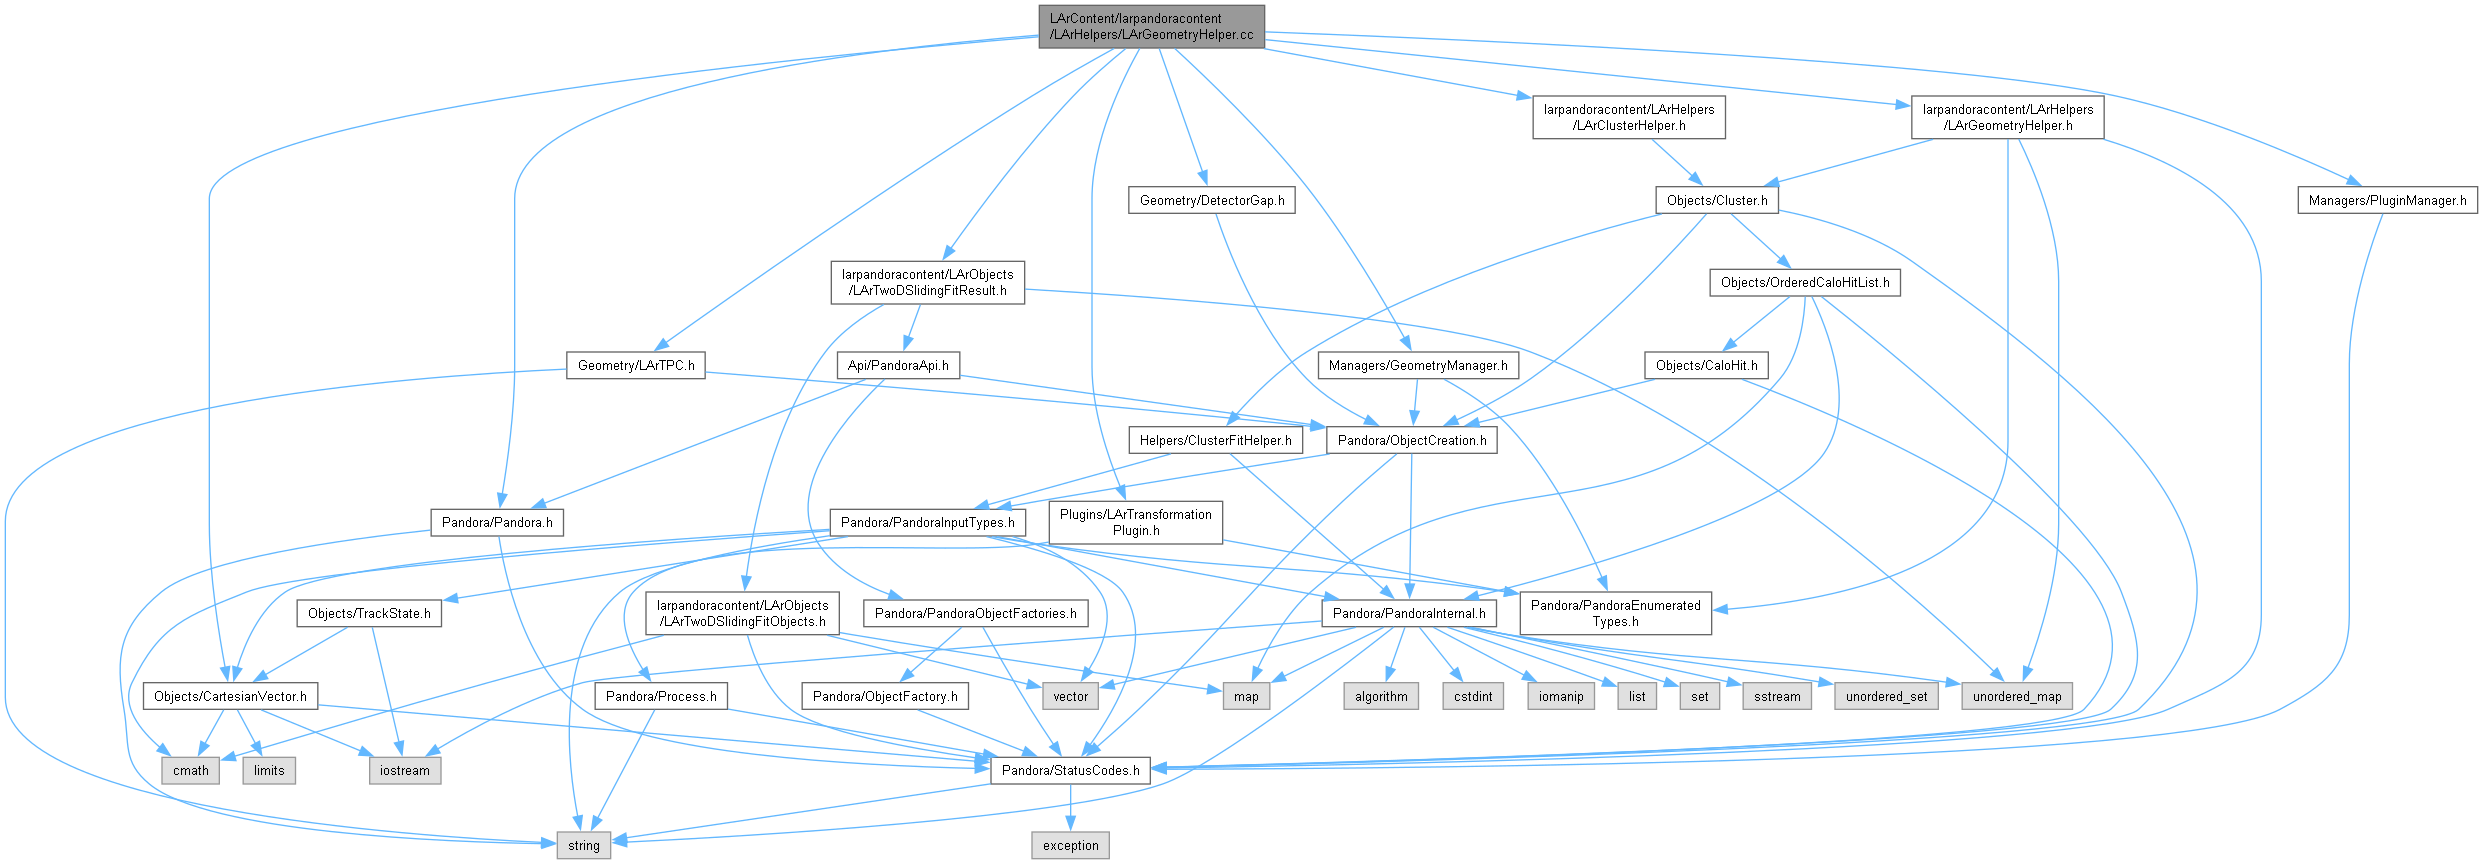 LArContent/larpandoracontent
/LArHelpers/LArGeometryHelper.cc
larpandoracontent/LArHelpers
/LArClusterHelper.h
larpandoracontent/LArHelpers
/LArGeometryHelper.h
Geometry/DetectorGap.h
Objects/Cluster.h
Managers/PluginManager.h
larpandoracontent/LArObjects
/LArTwoDSlidingFitResult.h
Objects/OrderedCaloHitList.h
Geometry/LArTPC.h
Api/PandoraApi.h
Managers/GeometryManager.h
Objects/CaloHit.h
Helpers/ClusterFitHelper.h
Pandora/ObjectCreation.h
Pandora/Pandora.h
Pandora/PandoraInputTypes.h
Plugins/LArTransformation
Plugin.h
Objects/TrackState.h
larpandoracontent/LArObjects
/LArTwoDSlidingFitObjects.h
Pandora/PandoraObjectFactories.h
Pandora/PandoraInternal.h
Pandora/PandoraEnumerated
Types.h
Objects/CartesianVector.h
Pandora/Process.h
Pandora/ObjectFactory.h
vector
map
algorithm
cstdint
iomanip
list
set
sstream
unordered_set
unordered_map
cmath
limits
iostream
Pandora/StatusCodes.h
string
exception